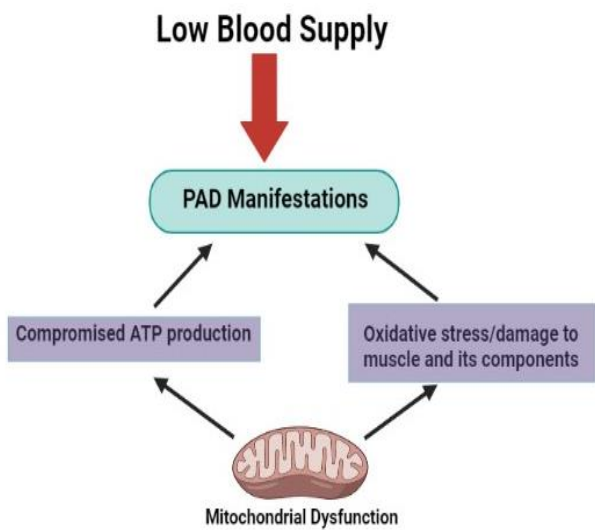 Low Blood Supply
PAD Manifestations
Compromised ATP production
Oxidative stress/damage to
muscle and its components
Mitochondrial Dysfunction